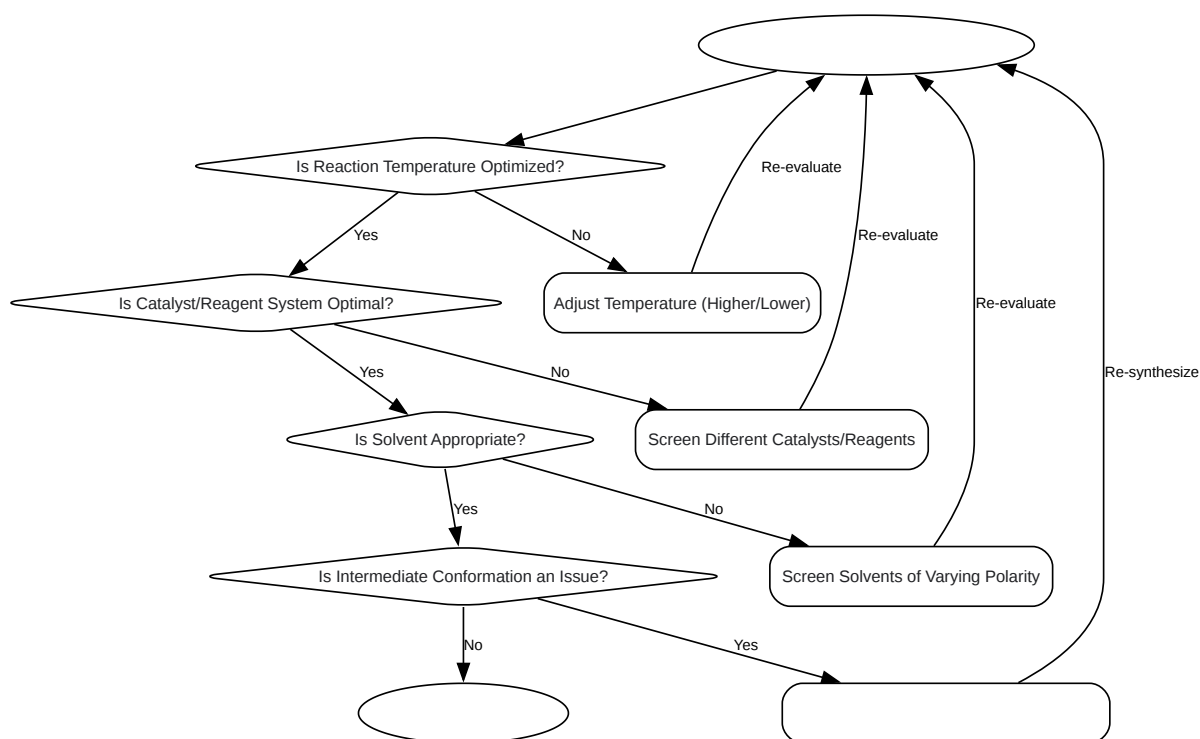 Is Reaction Temperature Optimized?
Re-evaluate
Yes
No
Re-evaluate
Is Catalyst/Reagent System Optimal?
Adjust Temperature (Higher/Lower)
Re-evaluate
Yes
No
Re-synthesize
Is Solvent Appropriate?
Screen Different Catalysts/Reagents
Yes
No
Is Intermediate Conformation an Issue?
Screen Solvents of Varying Polarity
No
Yes